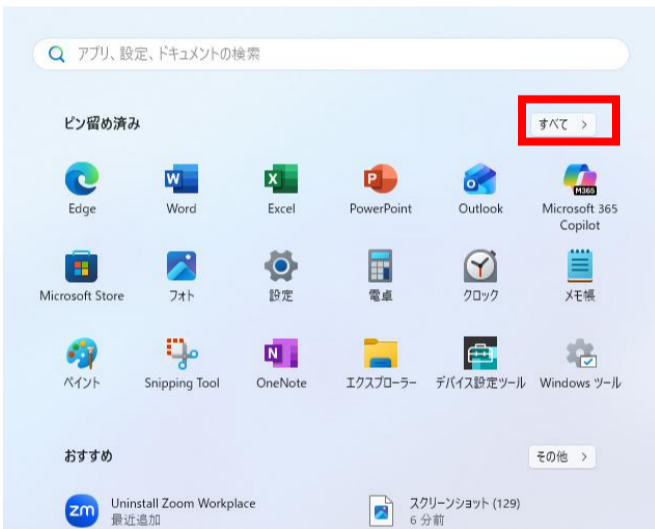 アプリ、設定、ドキュメントの検索
ピン留め済み
すべて >
Edge
Word
Excel
PowerPoint
Outlook
M365
Microsoft 365
Copilot
Microsoft Store
フォト
設定
電卓
クロック
メモ帳
ペイント
Snipping Tool
OneNote
エクスプローラー
デバイス設定ツール
Windows ツール
おすすめ
その他 >
zm
Uninstall Zoom Workplace
最近追加
スクリーンショット (129)
6 分前